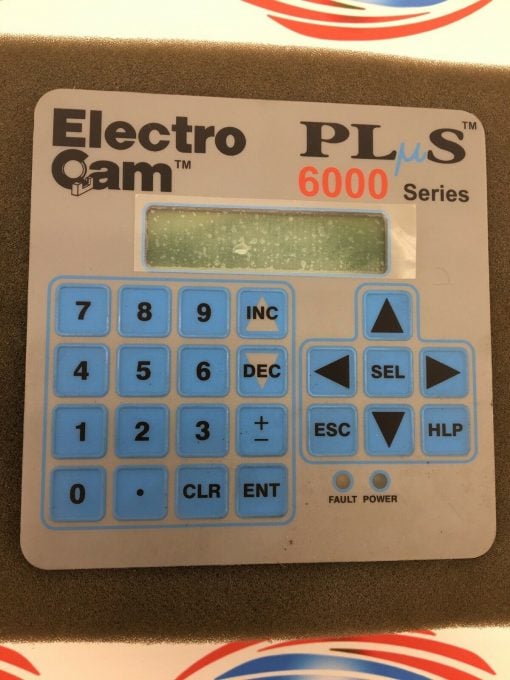 Electro
Cam™
PLμS™
6000 Series
7 8 9 INC
4 5 6 DEC
1 2 3 +/−
0 . CLR ENT
▲
◀ SEL ▶
ESC ▼ HLP
FAULT POWER